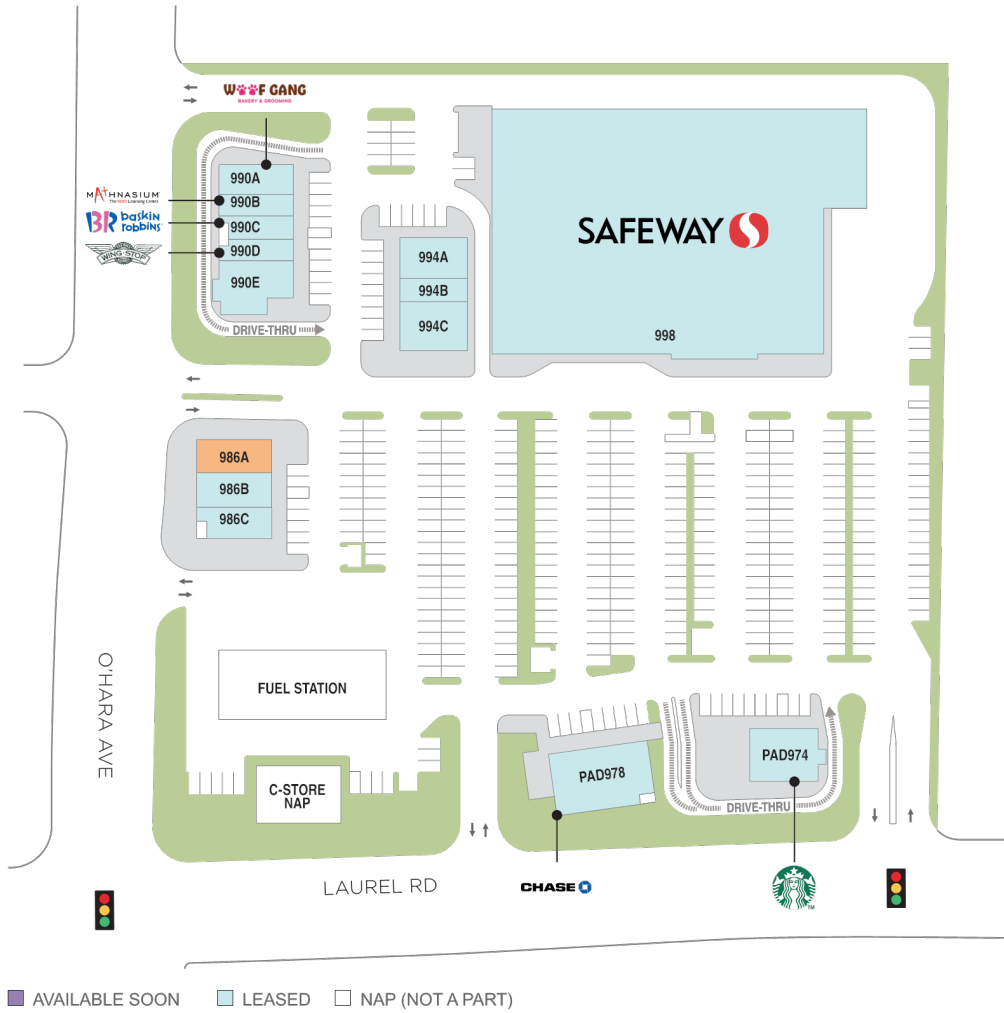 WOOF GANG
BAKERY & GROOMING
990A
MATHNASIUM
The Math Learning Center
990B
BR baskin
robbins
990C
WING·STOP
990D
990E
DRIVE-THRU
994A
994B
994C
SAFEWAY
998
986A
986B
986C
O'HARA AVE
FUEL STATION
C-STORE
NAP
PAD978
PAD974
DRIVE-THRU
CHASE
TM
LAUREL RD
AVAILABLE SOON
LEASED
NAP (NOT A PART)